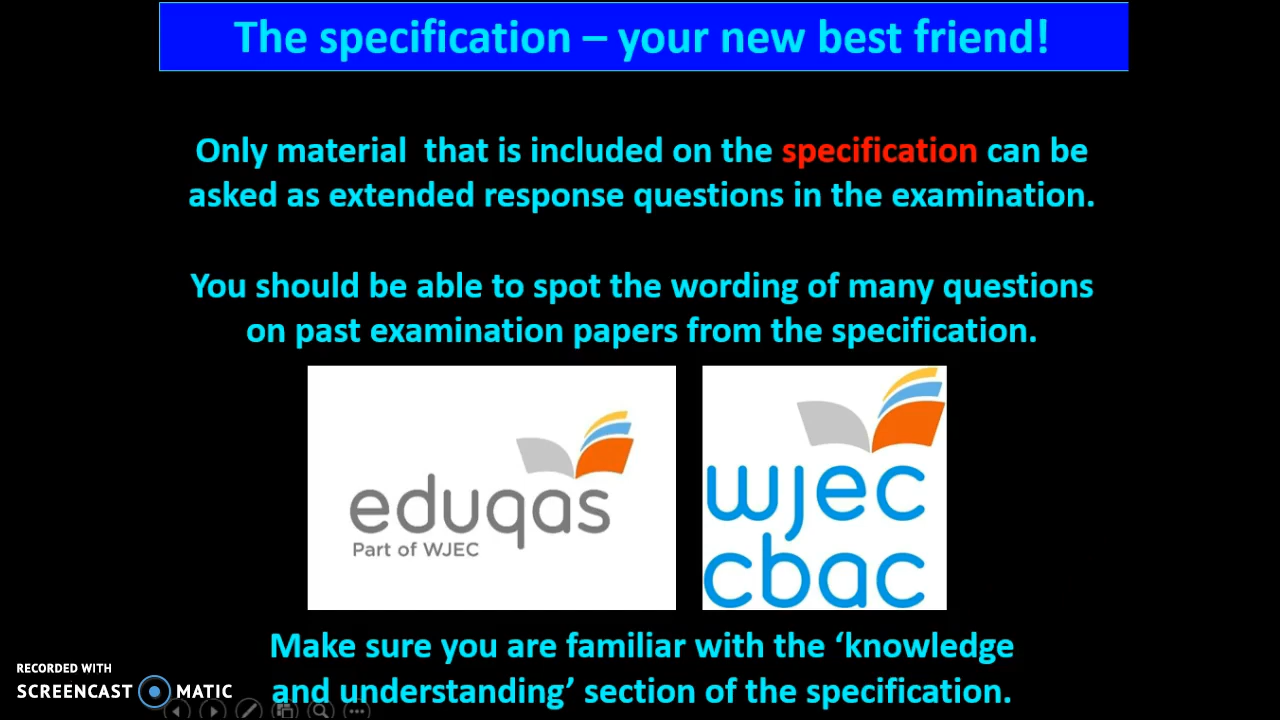 The specification – your new best friend!
Only material  that is included on the specification can be
asked as extended response questions in the examination.
You should be able to spot the wording of many questions
on past examination papers from the specification.
eduqas
Part of WJEC
wjec
cbac
Make sure you are familiar with the ‘knowledge
and understanding’ section of the specification.
RECORDED WITH
SCREENCAST MATIC